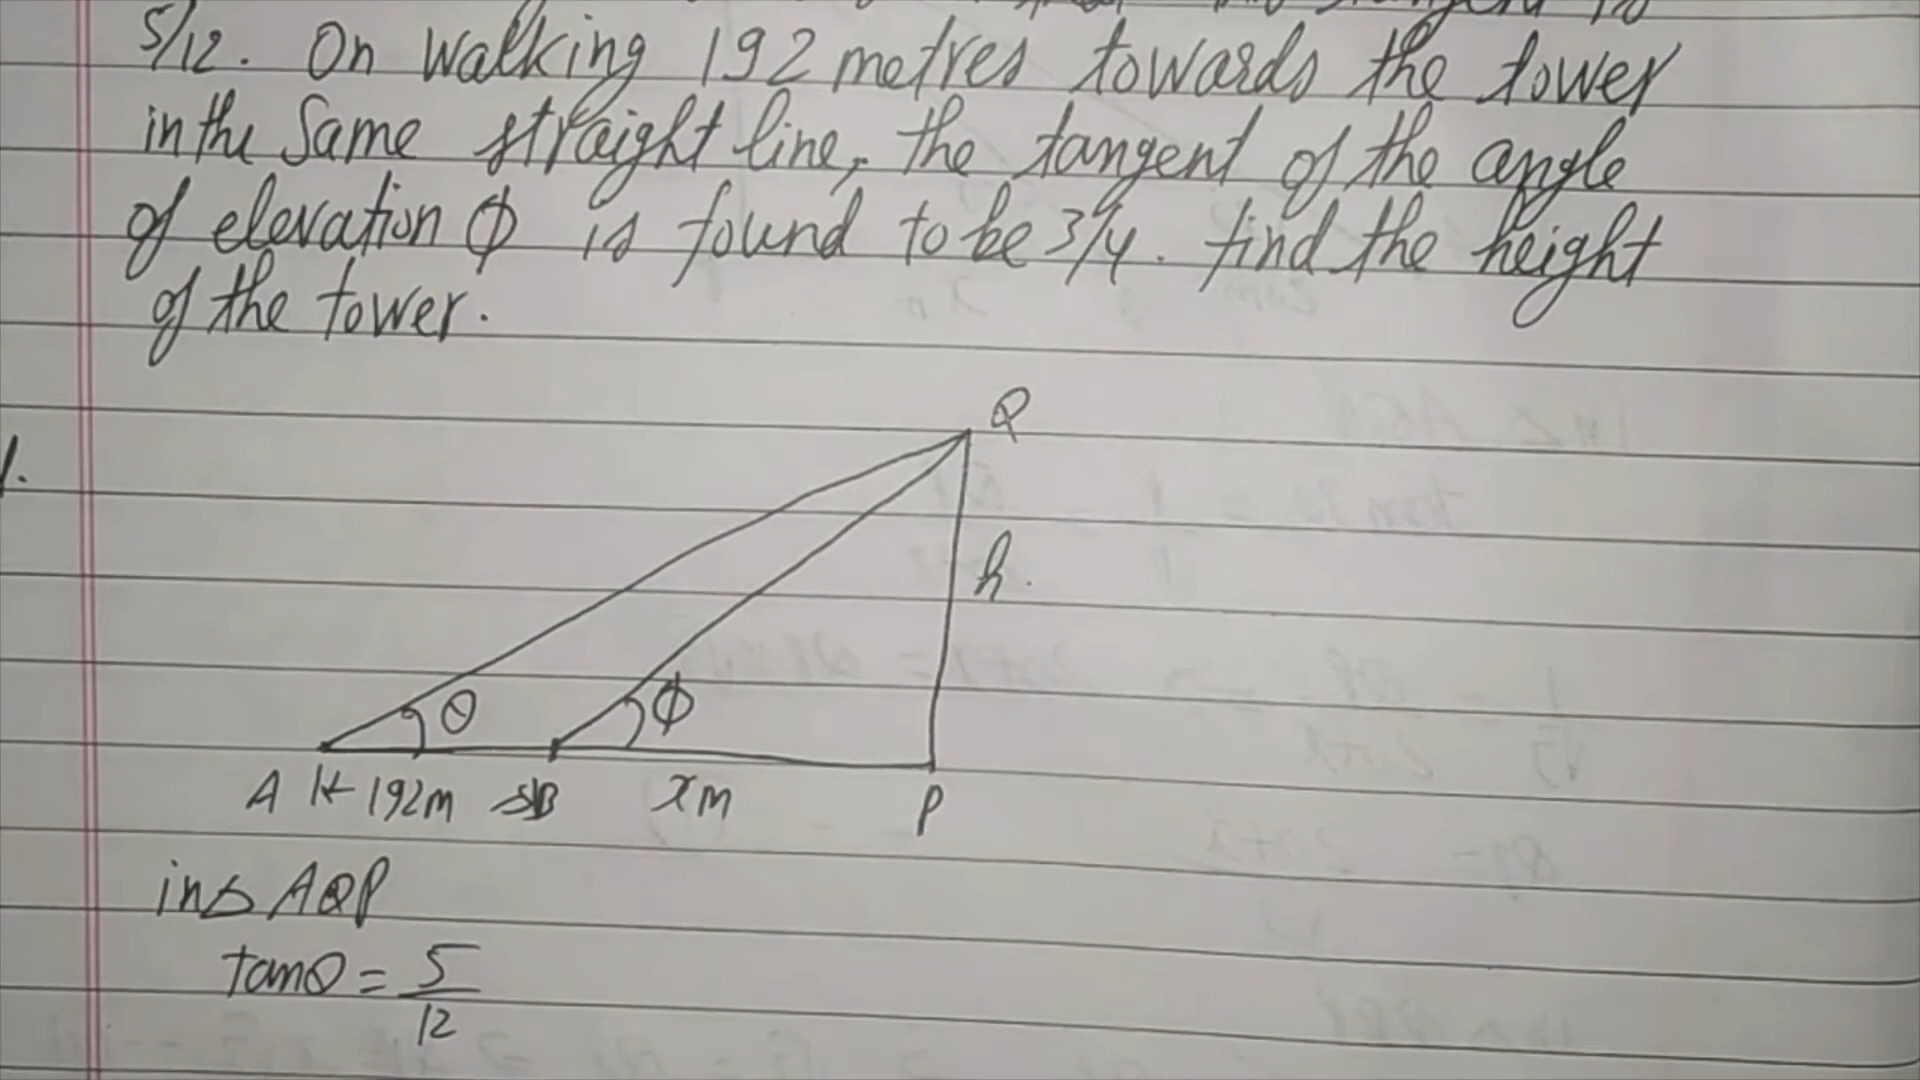 5/12. On walking 192 metres towards the tower
in the same straight line, the tangent of the angle
of elevation ϕ is found to be 3/4. find the height
of the tower.
1.
Q
h.
θ ϕ
A 192m B xm P
in △ AQP
tanθ = 5/12